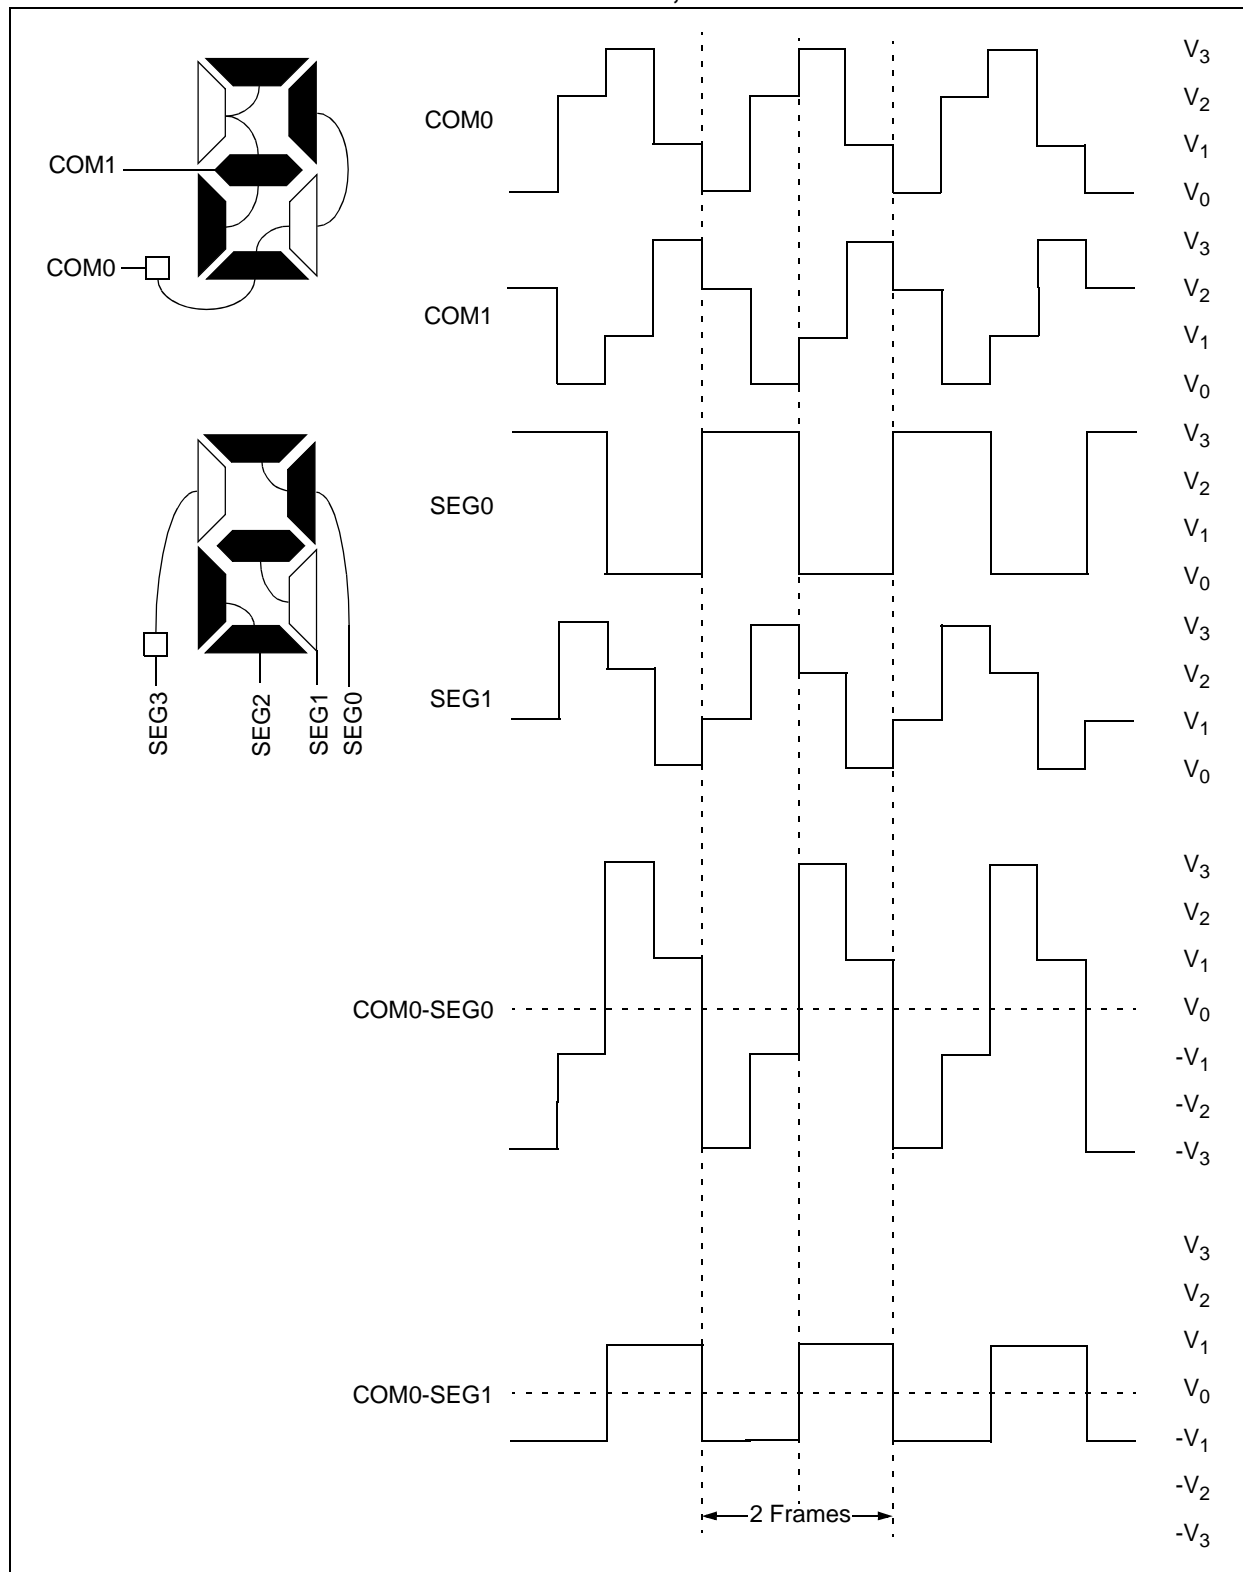 COM1
COM0
SEG3
SEG2
SEG1
SEG0
COM0
V3
V2
V1
V0
COM1
V3
V2
V1
V0
SEG0
V3
V2
V1
V0
SEG1
V3
V2
V1
V0
COM0-SEG0
V3
V2
V1
V0
-V1
-V2
-V3
COM0-SEG1
V3
V2
V1
V0
-V1
-V2
-V3
2 Frames